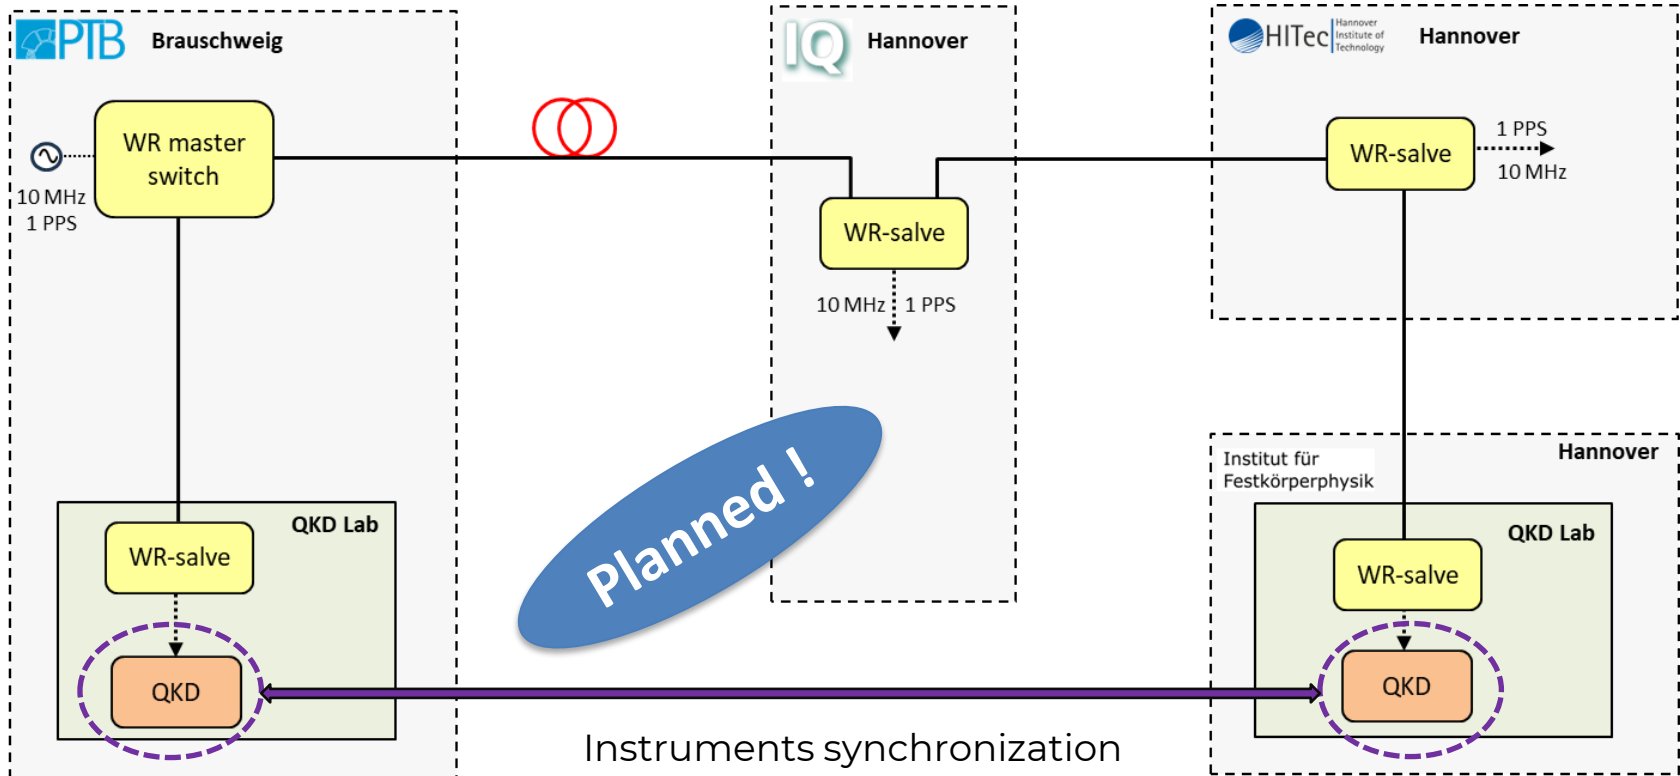 PTB
Brauschweig
IQ
Hannover
HITec
Hannover
Institute of
Technology
Hannover
WR master
switch
10 MHz
1 PPS
WR-salve
10 MHz
1 PPS
WR-salve
1 PPS
10 MHz
Planned !
QKD Lab
WR-salve
QKD
Institut für
Festkörperphysik
Hannover
QKD Lab
WR-salve
QKD
Instruments synchronization